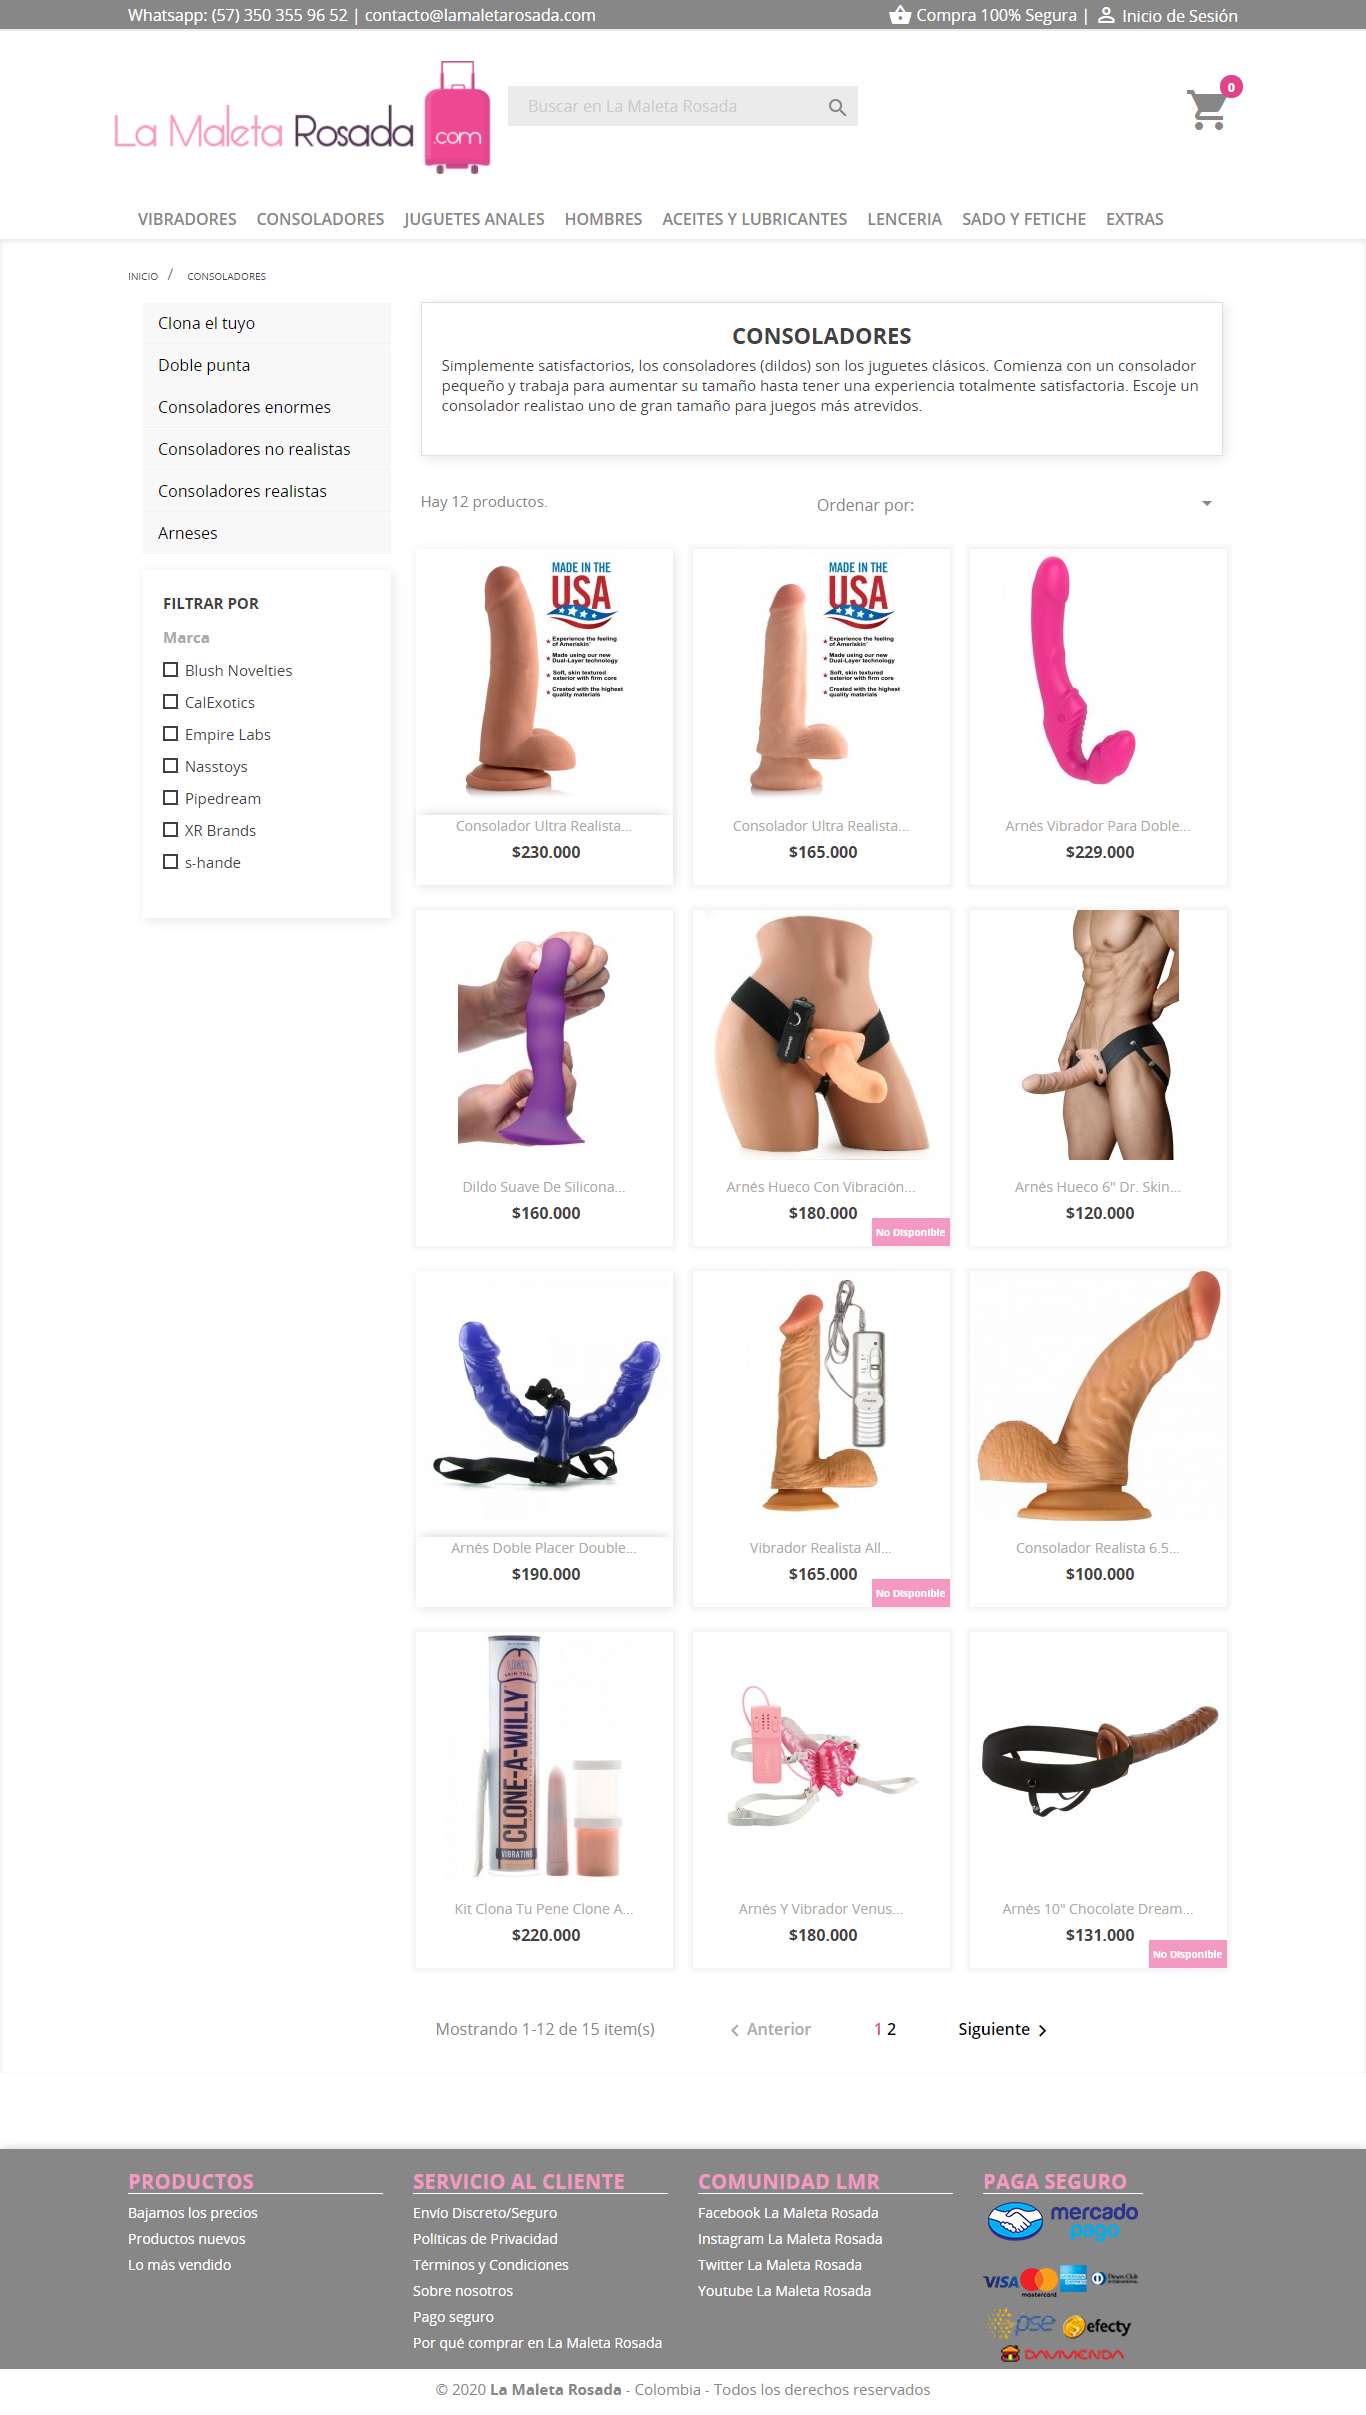 Whatsapp: (57) 350 355 96 52 | contacto@lamaletarosada.com
Compra 100% Segura | Inicio de Sesión
La Maleta Rosada .com
Buscar en La Maleta Rosada
0
VIBRADORES CONSOLADORES JUGUETES ANALES HOMBRES ACEITES Y LUBRICANTES LENCERIA SADO Y FETICHE EXTRAS
INICIO / CONSOLADORES
Clona el tuyo
Doble punta
Consoladores enormes
Consoladores no realistas
Consoladores realistas
Arneses
FILTRAR POR
Marca
Blush Novelties
CalExotics
Empire Labs
Nasstoys
Pipedream
XR Brands
s-hande
CONSOLADORES
Simplemente satisfactorios, los consoladores (dildos) son los juguetes clásicos. Comienza con un consolador
pequeño y trabaja para aumentar su tamaño hasta tener una experiencia totalmente satisfactoria. Escoje un
consolador realistao uno de gran tamaño para juegos más atrevidos.
Hay 12 productos.
Ordenar por:
MADE IN THE
USA
Experience the feeling
of Ameriskin
Made using our new
Dual-Layer technology
Soft, skin textured
exterior with firm core
Created with the highest
quality materials
MADE IN THE
USA
Experience the feeling
of Ameriskin
Made using our new
Dual-Layer technology
Soft, skin textured
exterior with firm core
Created with the highest
quality materials
Consolador Ultra Realista...
$230.000
Consolador Ultra Realista...
$165.000
Arnés Vibrador Para Doble...
$229.000
Dildo Suave De Silicona...
$160.000
Arnés Hueco Con Vibración...
$180.000
No Disponible
Arnés Hueco 6" Dr. Skin...
$120.000
Arnés Doble Placer Double...
$190.000
Vibrador Realista All...
$165.000
No Disponible
Consolador Realista 6.5...
$100.000
CLONE-A-WILLY
VIBRATING
Kit Clona Tu Pene Clone A...
$220.000
Arnés Y Vibrador Venus...
$180.000
Arnés 10" Chocolate Dream...
$131.000
No Disponible
Mostrando 1-12 de 15 item(s)
Anterior
1 2
Siguiente
PRODUCTOS
Bajamos los precios
Productos nuevos
Lo más vendido
SERVICIO AL CLIENTE
Envío Discreto/Seguro
Políticas de Privacidad
Términos y Condiciones
Sobre nosotros
Pago seguro
Por qué comprar en La Maleta Rosada
COMUNIDAD LMR
Facebook La Maleta Rosada
Instagram La Maleta Rosada
Twitter La Maleta Rosada
Youtube La Maleta Rosada
PAGA SEGURO
mercado
pago
VISA mastercard AMERICAN EXPRESS Diners Club
pse efecty
DAVIVIENDA
© 2020 La Maleta Rosada - Colombia - Todos los derechos reservados